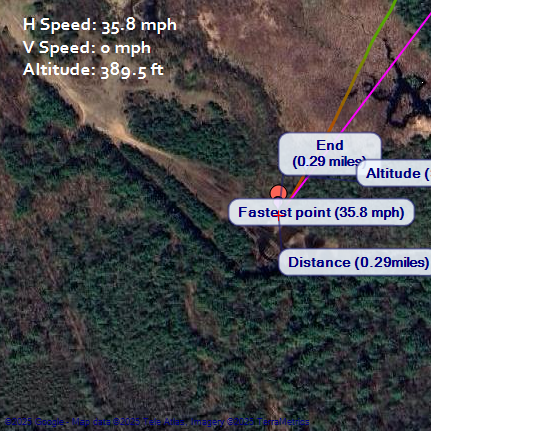 H Speed: 35.8 mph
V Speed: 0 mph
Altitude: 389.5 ft
End
(0.29 miles)
Altitude (
Fastest point (35.8 mph)
Distance (0.29miles)